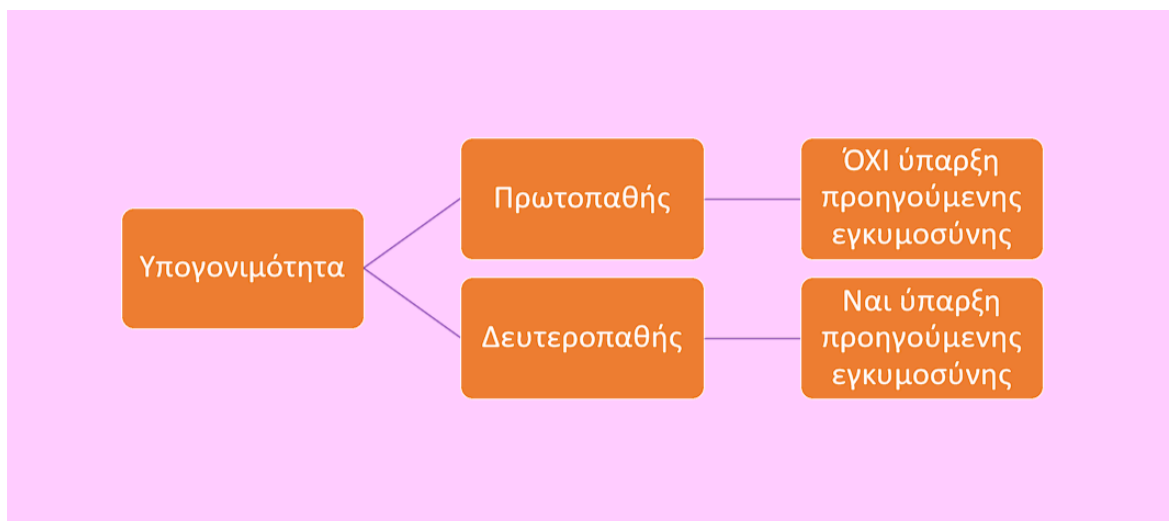 Υπογονιμότητα
Πρωτοπαθής
ΌΧΙ ύπαρξη
προηγούμενης
εγκυμοσύνης
Δευτεροπαθής
Ναι ύπαρξη
προηγούμενης
εγκυμοσύνης